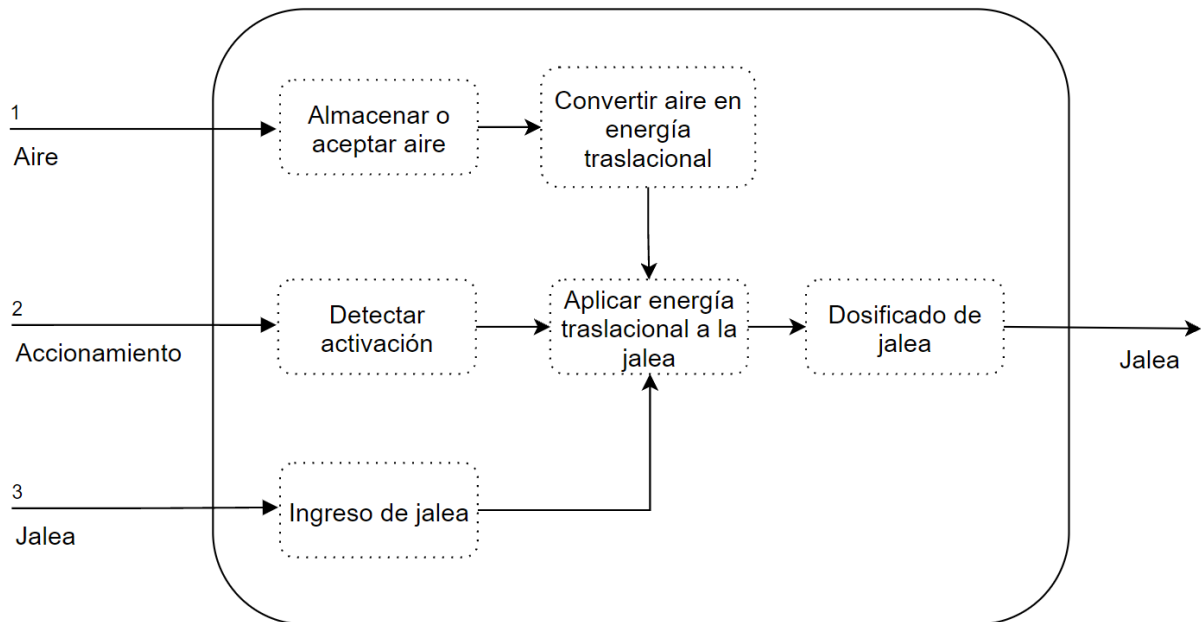 1
Aire
Almacenar o
aceptar aire
Convertir aire en
energía
traslacional
2
Accionamiento
Detectar
activación
Aplicar energía
traslacional a la
jalea
Dosificado de
jalea
Jalea
3
Jalea
Ingreso de jalea